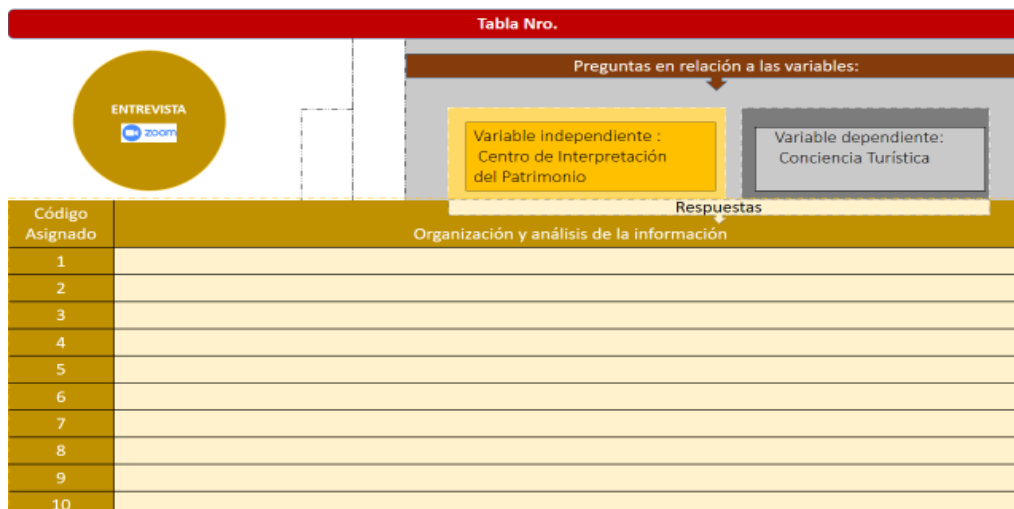 Tabla Nro.
Preguntas en relación a las variables:
ENTREVISTA
zoom
Variable independiente :
Centro de Interpretación
del Patrimonio
Variable dependiente:
Conciencia Turística
Respuestas
Código
Asignado
Organización y análisis de la información
1
2
3
4
5
6
7
8
9
10